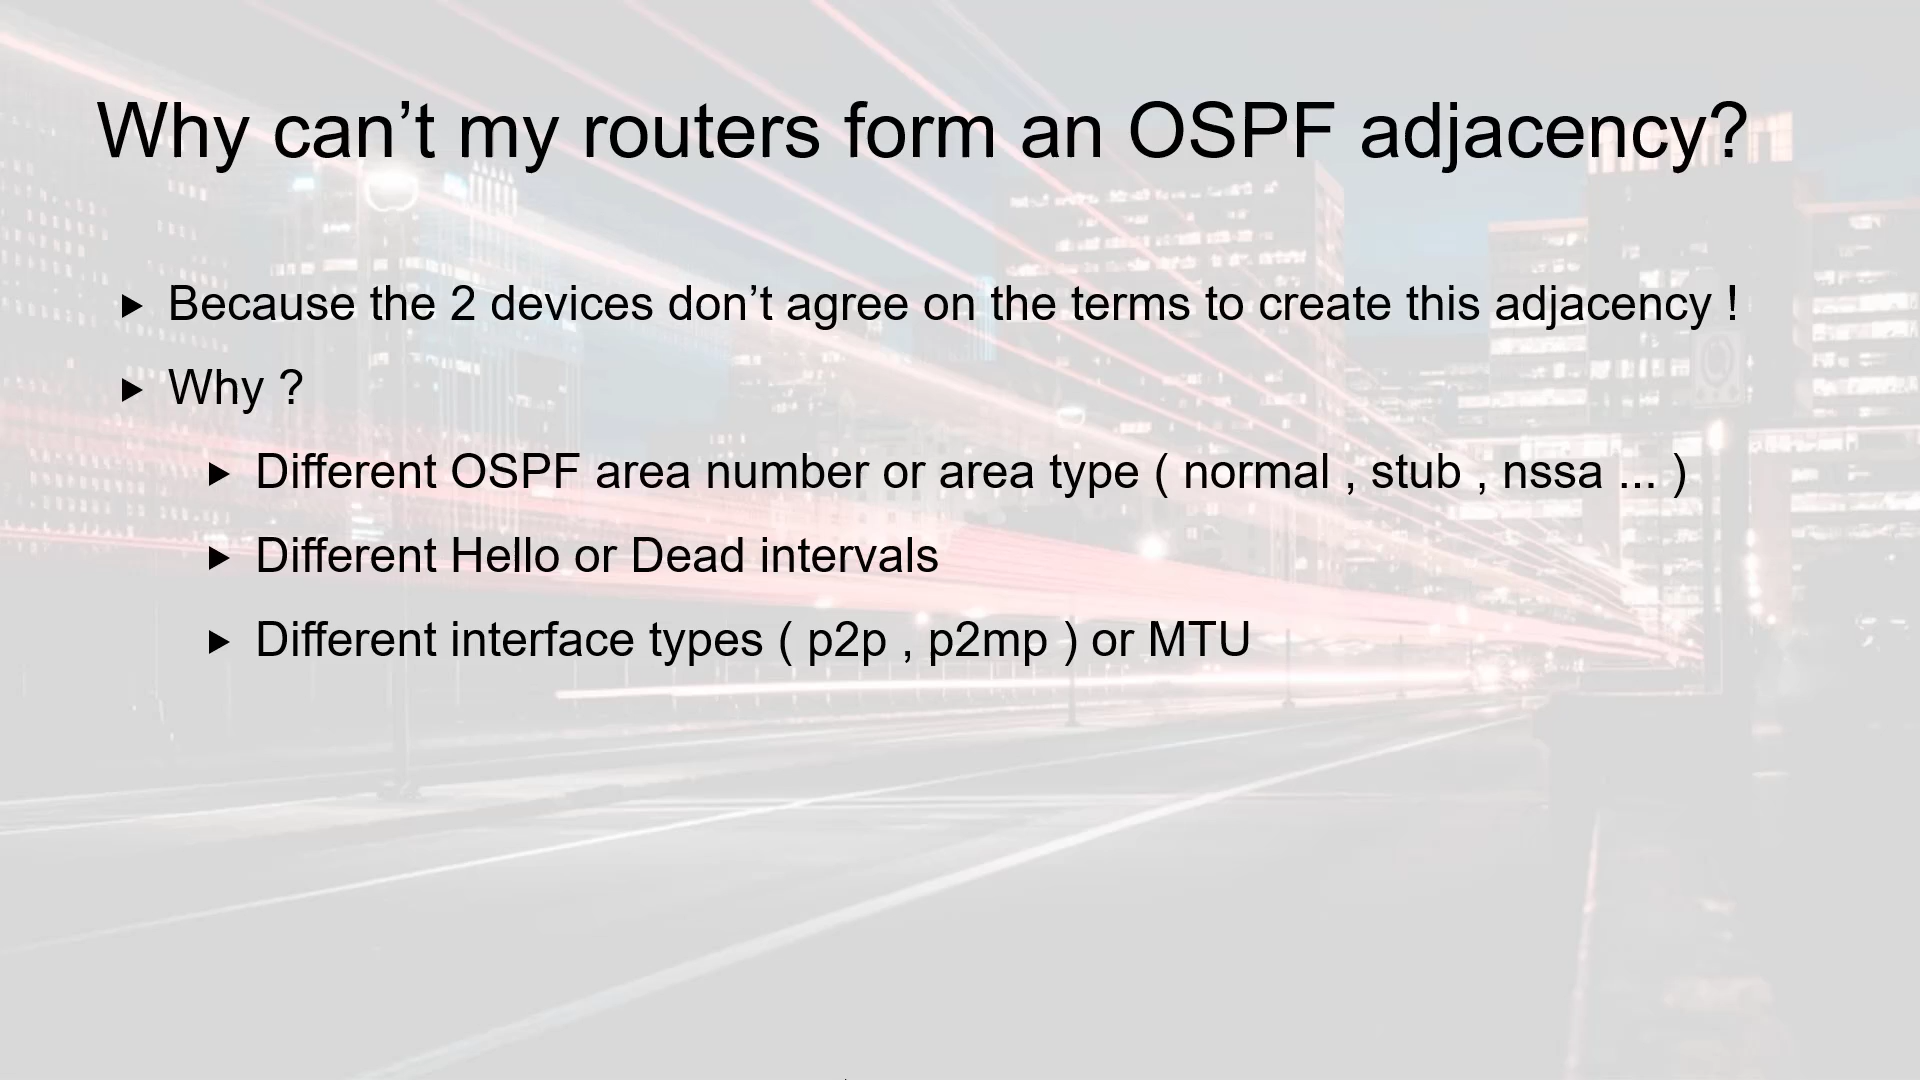 Why can’t my routers form an OSPF adjacency?
Because the 2 devices don’t agree on the terms to create this adjacency !
Why ?
Different OSPF area number or area type ( normal , stub , nssa ... )
Different Hello or Dead intervals
Different interface types ( p2p , p2mp ) or MTU